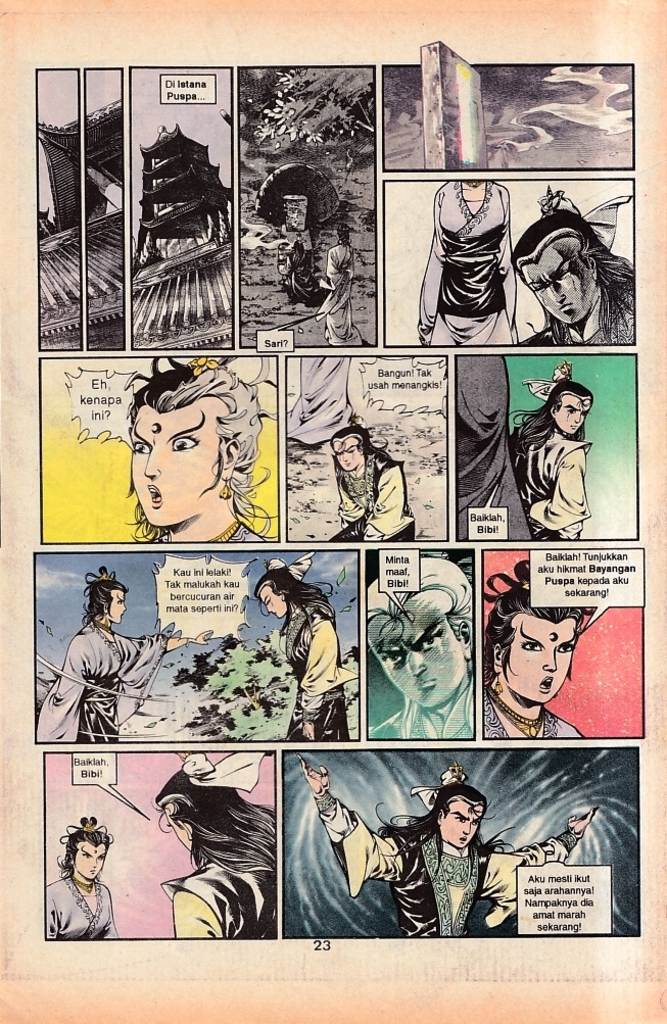 Di Istana
Puspa...
Sari?
Eh,
kenapa
ini?
Bangun! Tak
usah menangkis!
Baiklah,
Bibi!
Kau ini lelaki!
Tak malukah kau
bercucuran air
mata seperti ini?
Minta
maaf,
Bibi!
Baiklah! Tunjukkan
aku hikmat Bayangan
Puspa kepada aku
sekarang!
Baiklah,
Bibi!
Aku mesti ikut
saja arahannya!
Nampaknya dia
amat marah
sekarang!
23